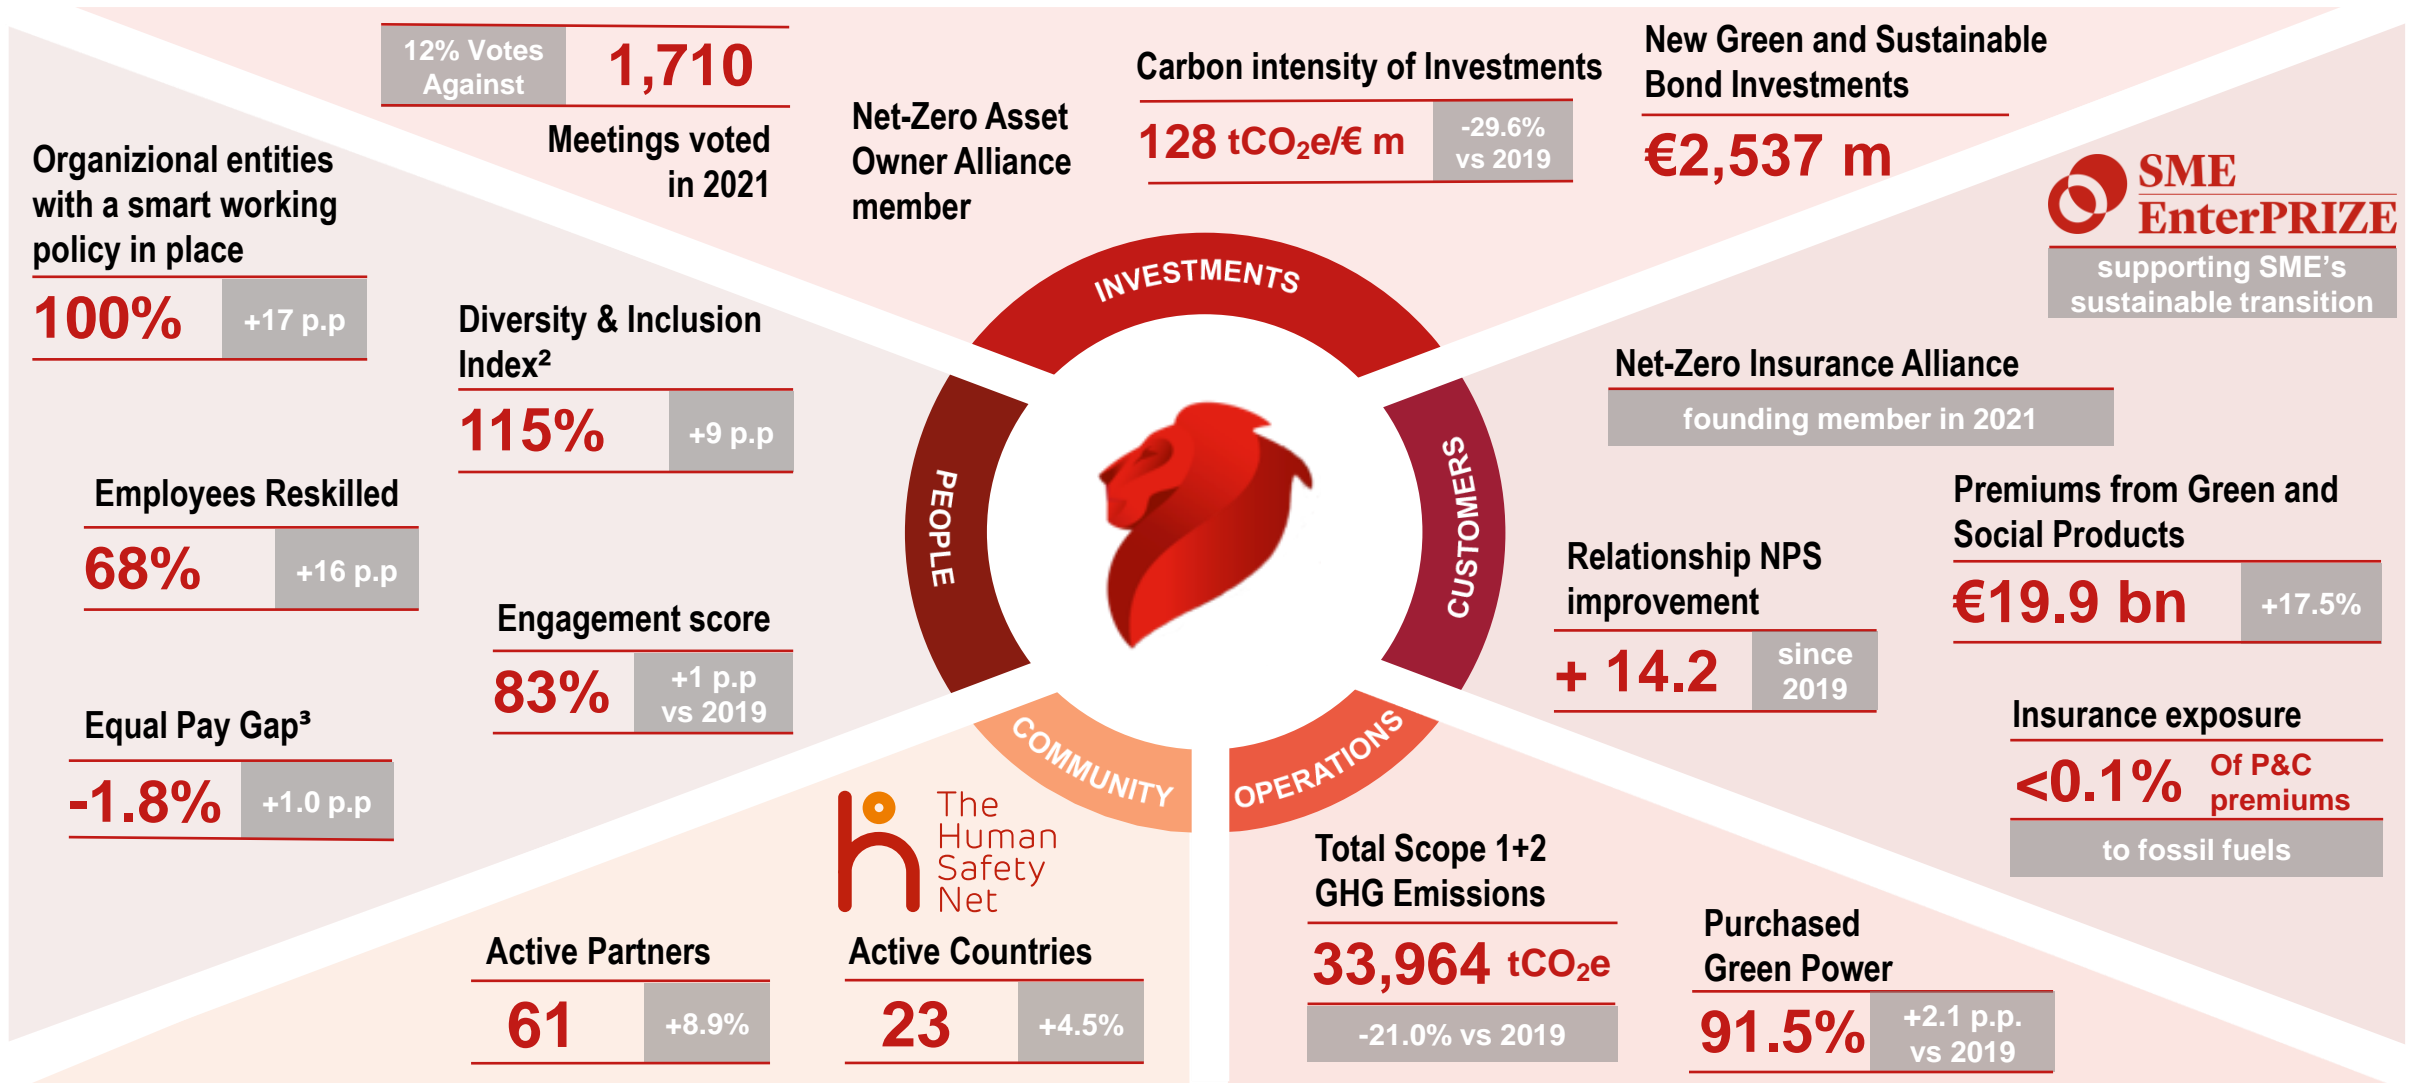 12% Votes
Against
1,710
Meetings voted
in 2021
Net-Zero Asset
Owner Alliance
member
Carbon intensity of Investments
128 tCO₂e/€ m
-29.6%
vs 2019
New Green and Sustainable
Bond Investments
€2,537 m
INVESTMENTS
Organizional entities
with a smart working
policy in place
100%
+17 p.p
Diversity & Inclusion
Index²
115%
+9 p.p
Employees Reskilled
68%
+16 p.p
Engagement score
83%
+1 p.p
vs 2019
Equal Pay Gap³
-1.8%
+1.0 p.p
PEOPLE
SME
EnterPRIZE
supporting SME's
sustainable transition
Net-Zero Insurance Alliance
founding member in 2021
CUSTOMERS
Relationship NPS
improvement
+ 14.2
since
2019
Premiums from Green and
Social Products
€19.9 bn
+17.5%
Insurance exposure
<0.1%
Of P&C
premiums
to fossil fuels
COMMUNITY
The
Human
Safety
Net
Active Partners
61
+8.9%
Active Countries
23
+4.5%
OPERATIONS
Total Scope 1+2
GHG Emissions
33,964 tCO₂e
-21.0% vs 2019
Purchased
Green Power
91.5%
+2.1 p.p.
vs 2019